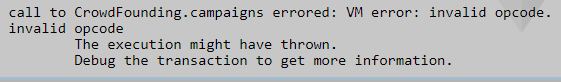 call to CrowdFounding.campaigns errored: VM error: invalid opcode.
invalid opcode
The execution might have thrown.
Debug the transaction to get more information.